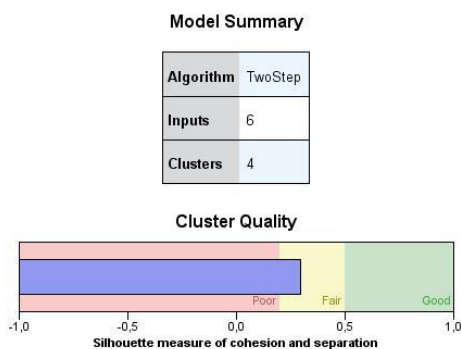 Model Summary
Algorithm TwoStep
Inputs 6
Clusters 4
Cluster Quality
Poor Fair Good
-1,0 -0,5 0,0 0,5 1,0
Silhouette measure of cohesion and separation